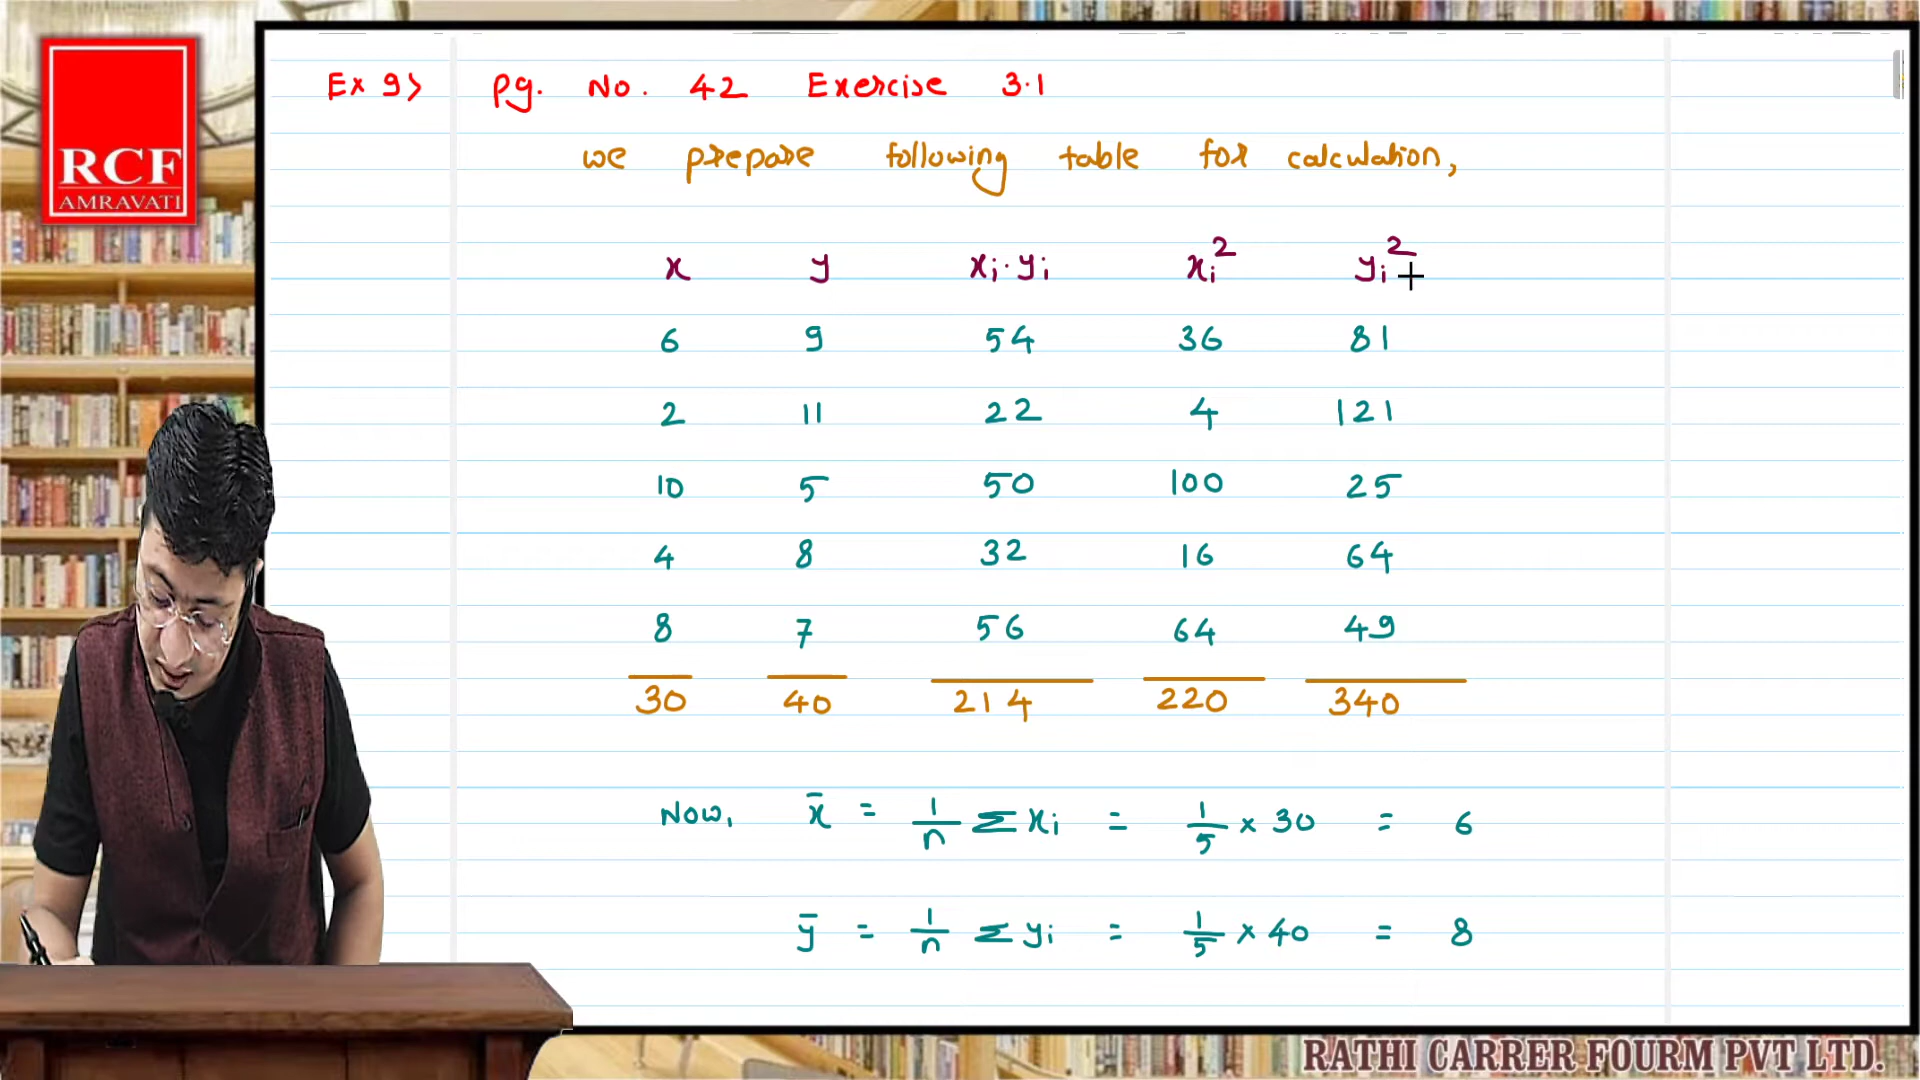 RCF
AMRAVATI
Ex 9> Pg. No. 42 Exercise 3.1
we prepare following table for calculation,
x y xᵢ·yᵢ xᵢ² yᵢ²
6 9 54 36 81
2 11 22 4 121
10 5 50 100 25
4 8 32 16 64
8 7 56 64 49
30 40 214 220 340
Now, x̄ = 1/n Σxᵢ = 1/5 × 30 = 6
ȳ = 1/n Σyᵢ = 1/5 × 40 = 8
RATHI CARRER FOURM PVT LTD.